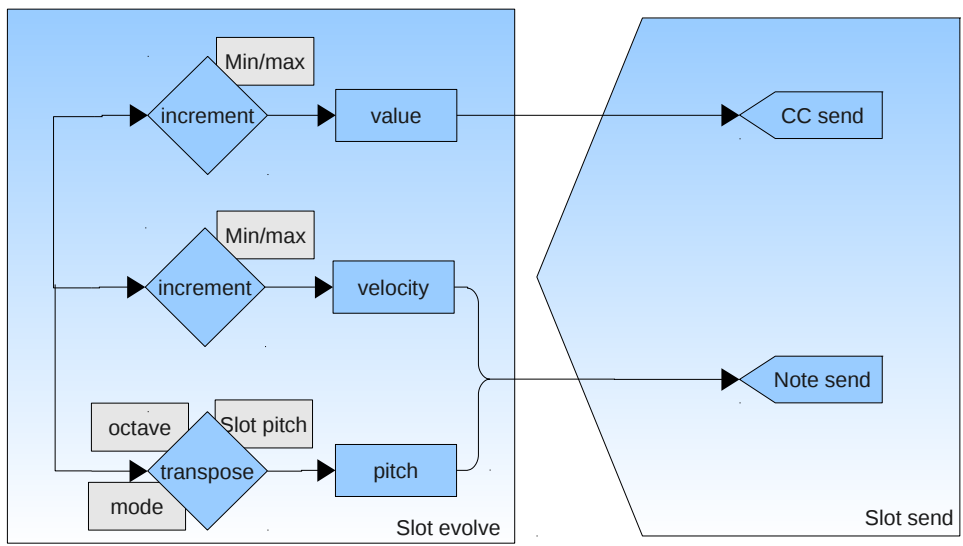 Min/max
increment
value
CC send
Min/max
increment
velocity
Note send
octave
Slot pitch
transpose
pitch
mode
Slot evolve
Slot send